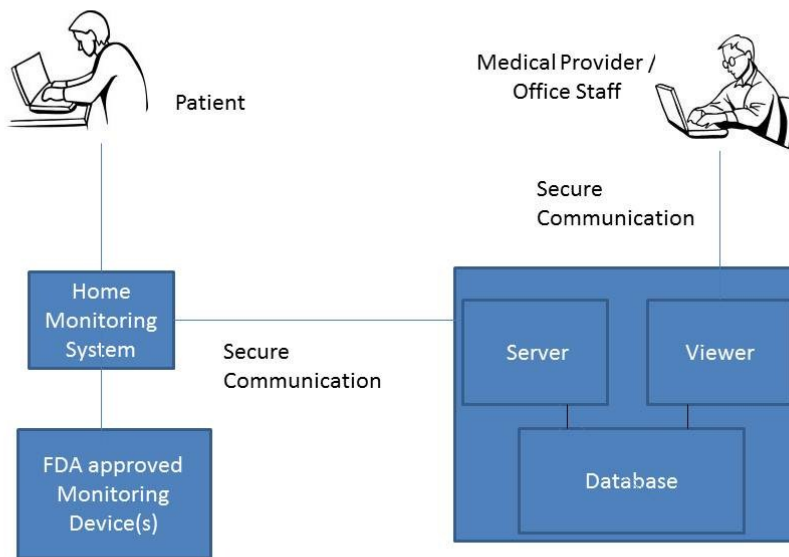 Patient
Medical Provider /
Office Staff
Secure
Communication
Home
Monitoring
System
Secure
Communication
Server
Viewer
FDA approved
Monitoring
Device(s)
Database